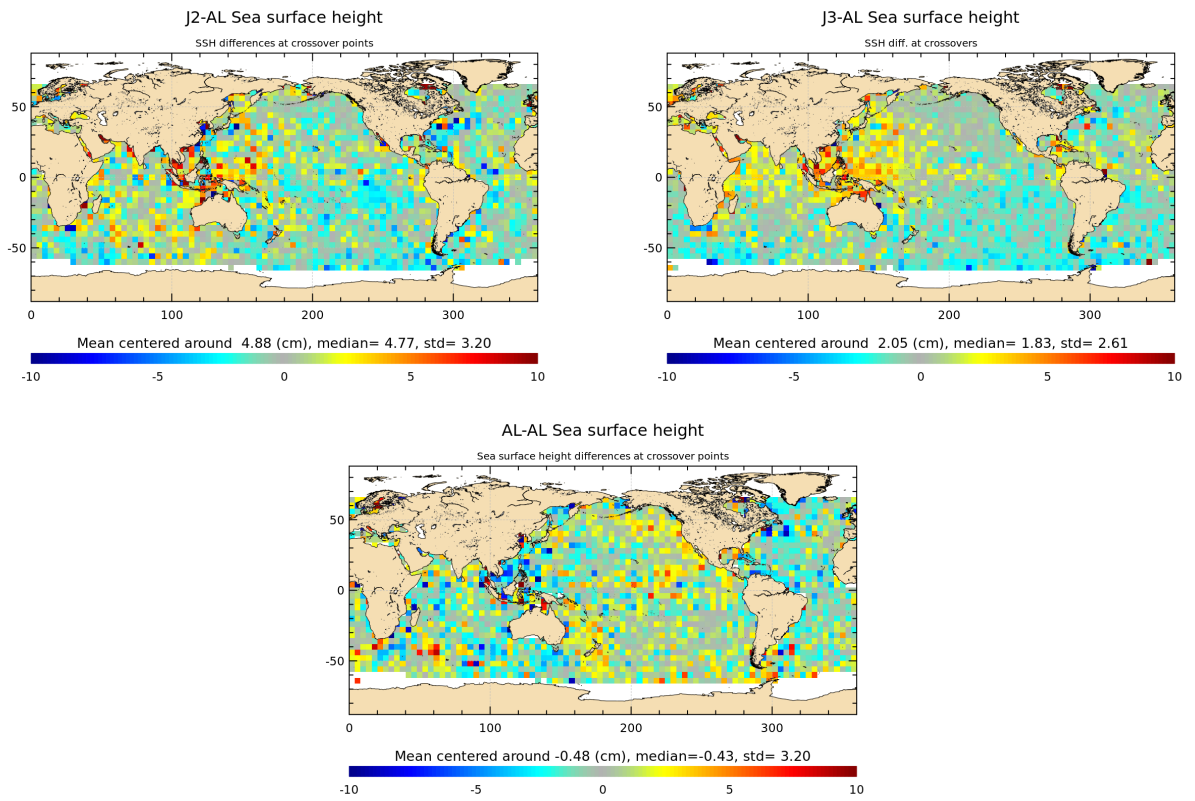 J2-AL Sea surface height
SSH differences at crossover points
50
0
-50
0 100 200 300
Mean centered around 4.88 (cm), median= 4.77, std= 3.20
-10 -5 0 5 10
J3-AL Sea surface height
SSH diff. at crossovers
50
0
-50
0 100 200 300
Mean centered around 2.05 (cm), median= 1.83, std= 2.61
-10 -5 0 5 10
AL-AL Sea surface height
Sea surface height differences at crossover points
50
0
-50
0 100 200 300
Mean centered around -0.48 (cm), median=-0.43, std= 3.20
-10 -5 0 5 10